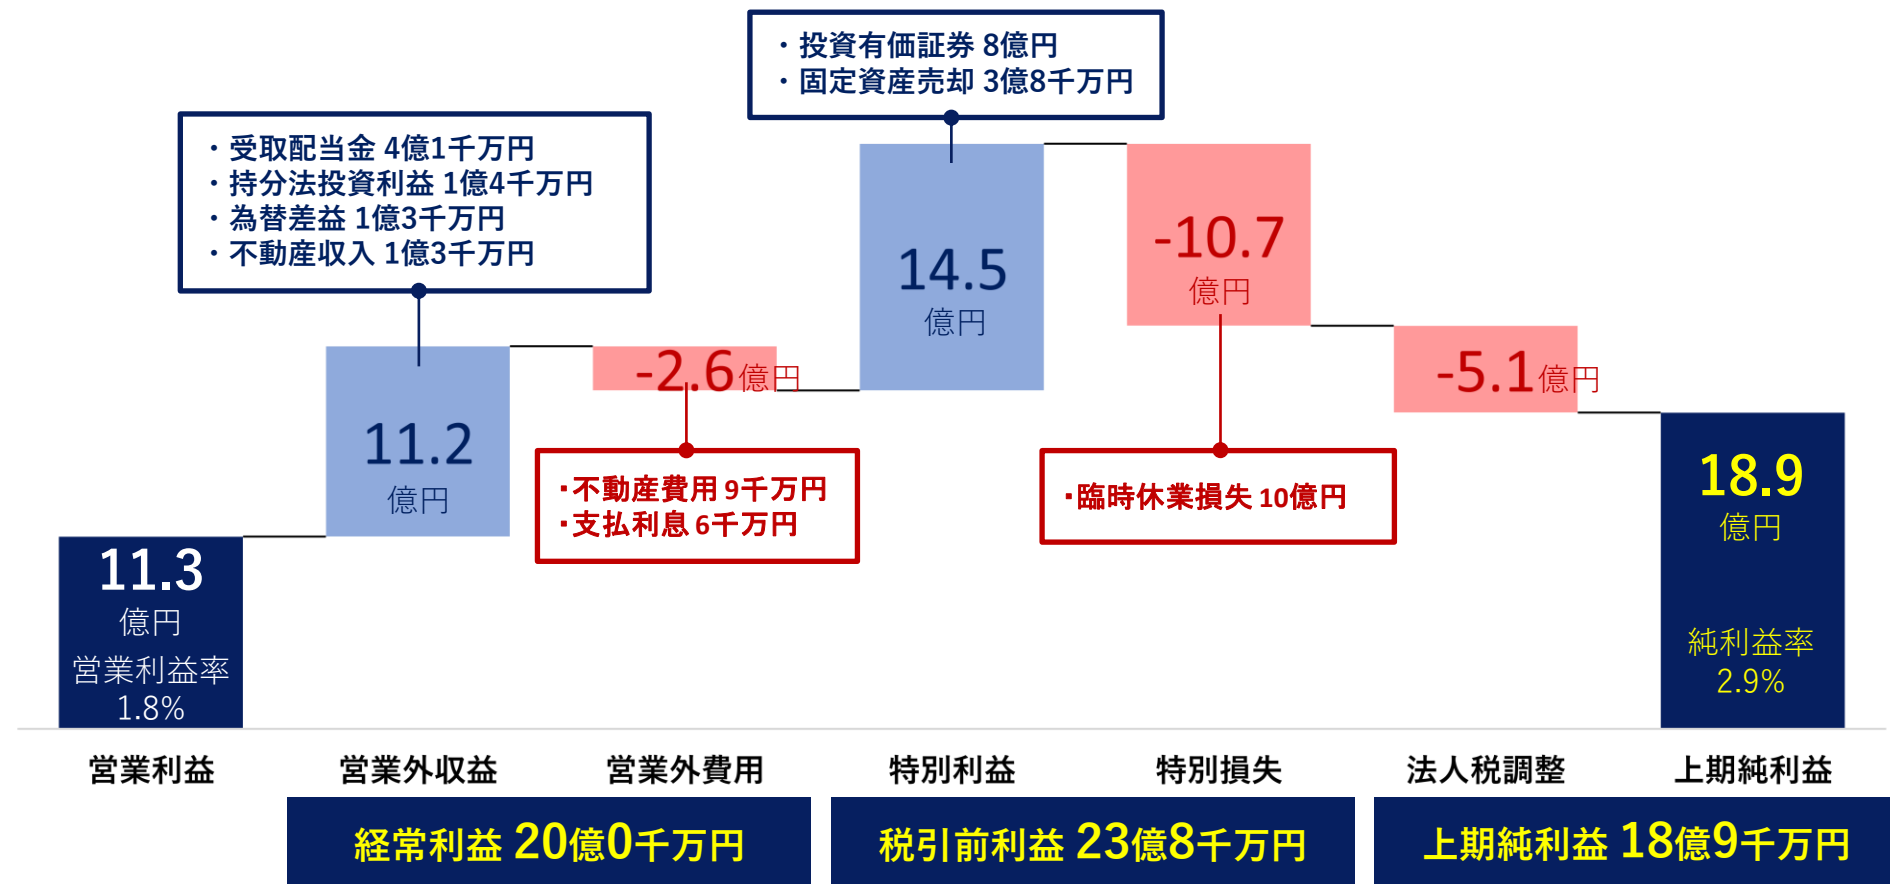 ・投資有価証券 8億円
・固定資産売却 3億8千万円
・受取配当金 4億1千万円
・持分法投資利益 1億4千万円
・為替差益 1億3千万円
・不動産収入 1億3千万円
11.3
億円
営業利益率
1.8%
11.2
億円
-2.6億円
・不動産費用 9千万円
・支払利息 6千万円
14.5
億円
-10.7
億円
・臨時休業損失 10億円
-5.1億円
18.9
億円
純利益率
2.9%
営業利益 営業外収益 営業外費用 特別利益 特別損失 法人税調整 上期純利益
経常利益 20億0千万円 税引前利益 23億8千万円 上期純利益 18億9千万円